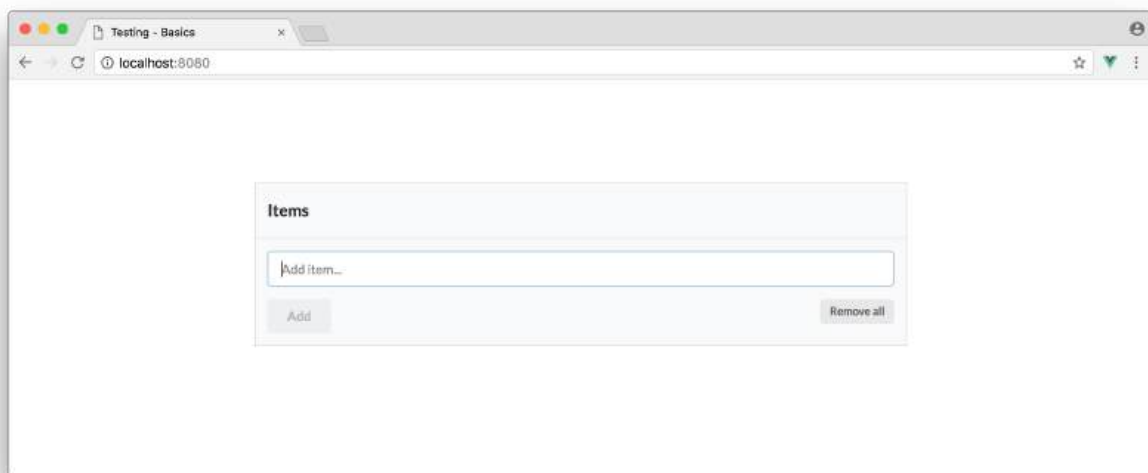 Testing - Basics
localhost:8080
Items
Add item...
Add
Remove all